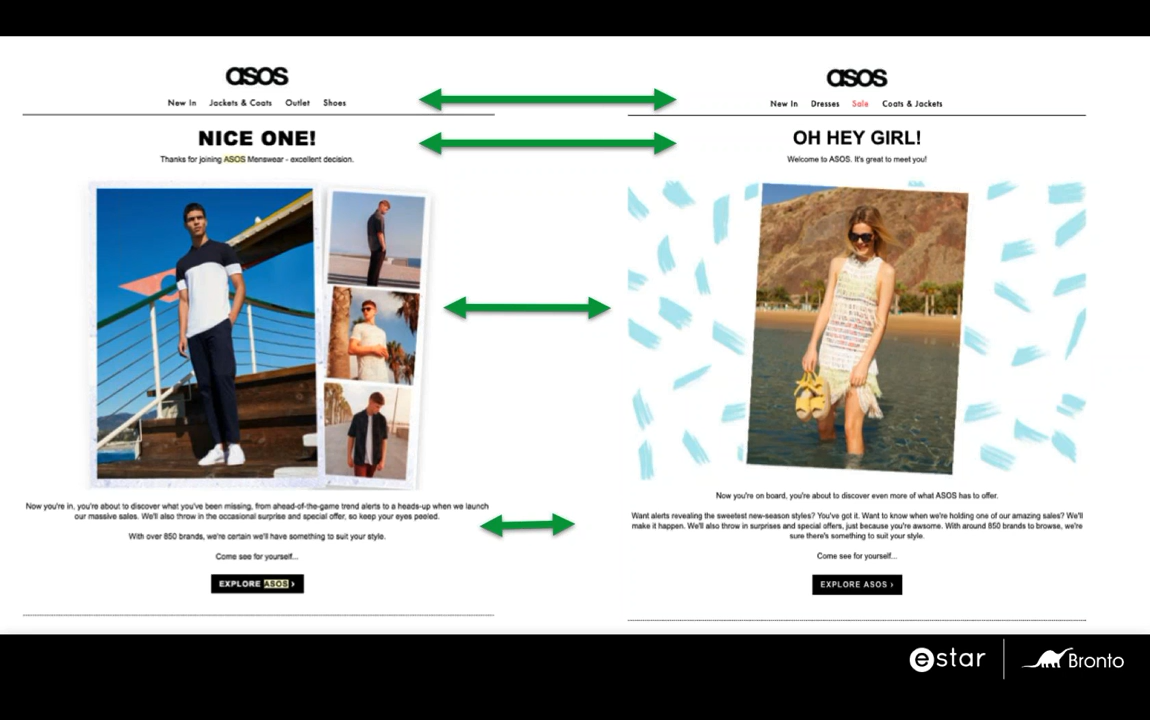 asos
New In Jackets & Coats Outlet Shoes
NICE ONE!
Thanks for joining ASOS Menswear - excellent decision.
Now you're in, you're about to discover what you've been missing, from ahead-of-the-game trend alerts to a heads-up when we launch
our massive sales. We'll also throw in the occasional surprise and special offer, so keep your eyes peeled.
With over 850 brands, we're certain we'll have something to suit your style.
Come see for yourself...
EXPLORE ASOS ›
asos
New In Dresses Sale Coats & Jackets
OH HEY GIRL!
Welcome to ASOS. It's great to meet you!
Now you're on board, you're about to discover even more of what ASOS has to offer.
Want alerts revealing the sweetest new-season styles? You've got it. Want to know when we're holding one of our amazing sales? We'll
make it happen. We'll also throw in surprises and special offers, just because you're awsome. With around 850 brands to browse, we're
sure there's something to suit your style.
Come see for yourself...
EXPLORE ASOS ›
estar
Bronto